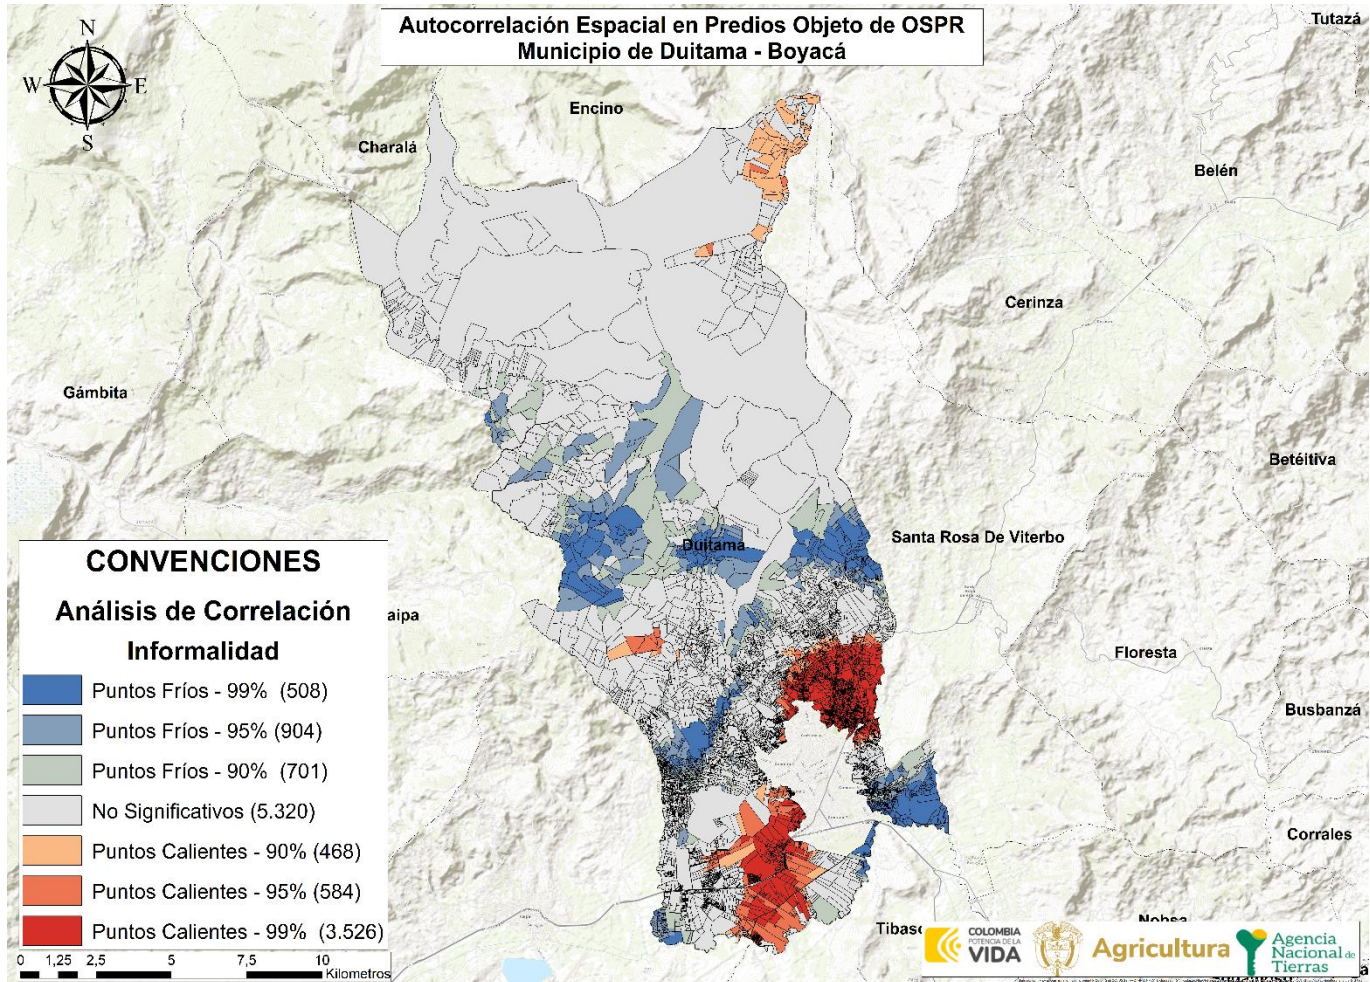 Autocorrelación Espacial en Predios Objeto de OSPR
Municipio de Duitama - Boyacá
Tutazá
N
W
E
S
Encino
Charalá
Belén
Cerinza
Gámbita
Betéitiva
Duitama
Santa Rosa De Viterbo
aipa
Floresta
Busbanzá
Corrales
Tibaso
Nobsa
CONVENCIONES
Análisis de Correlación
Informalidad
Puntos Fríos - 99% (508)
Puntos Fríos - 95% (904)
Puntos Fríos - 90% (701)
No Significativos (5.320)
Puntos Calientes - 90% (468)
Puntos Calientes - 95% (584)
Puntos Calientes - 99% (3.526)
0 1,25 2,5 5 7,5 10
Kilometros
COLOMBIA
POTENCIA DE LA
VIDA
Agricultura
Agencia
Nacional de
Tierras